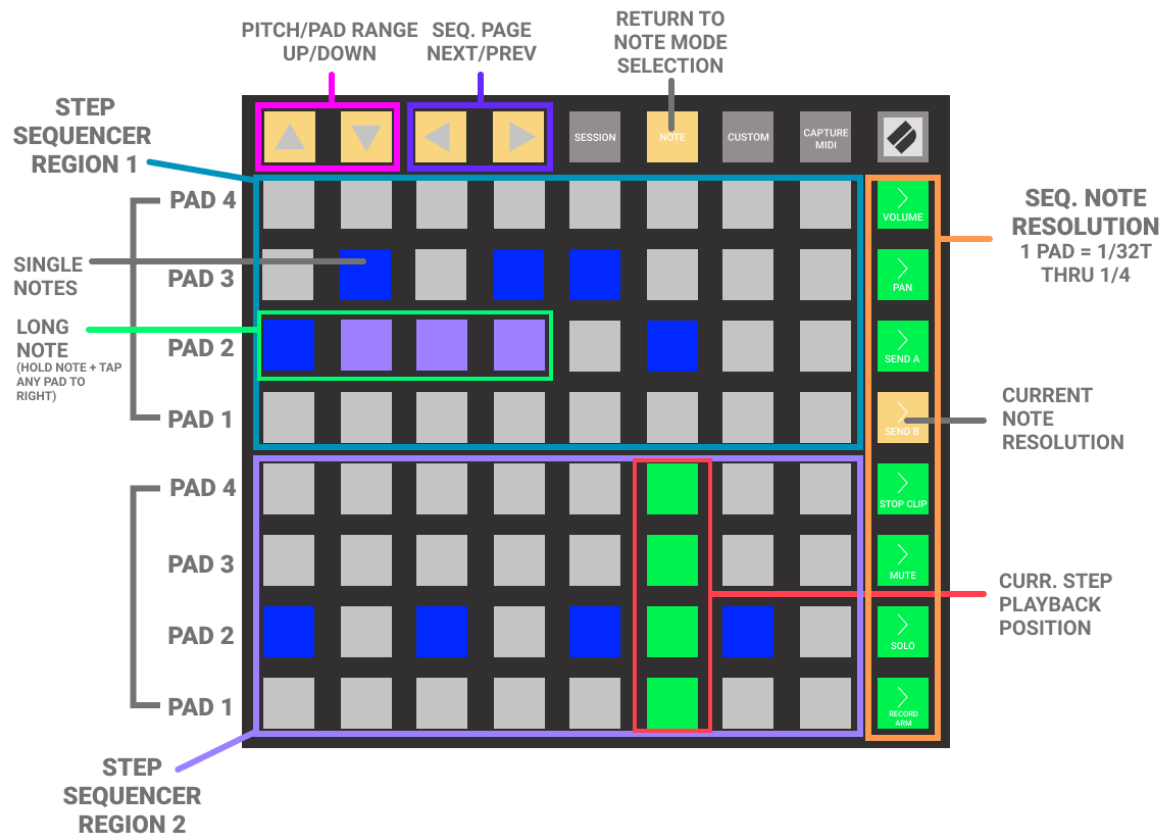 PITCH/PAD RANGE
UP/DOWN
SEQ. PAGE
NEXT/PREV
RETURN TO
NOTE MODE
SELECTION
STEP
SEQUENCER
REGION 1
SESSION
NOTE
CUSTOM
CAPTURE
MIDI
PAD 4
VOLUME
SEQ. NOTE
RESOLUTION
1 PAD = 1/32T
THRU 1/4
SINGLE
NOTES
PAD 3
PAN
LONG
NOTE
(HOLD NOTE + TAP
ANY PAD TO
RIGHT)
PAD 2
SEND A
PAD 1
SEND B
CURRENT
NOTE
RESOLUTION
PAD 4
STOP CLIP
PAD 3
MUTE
CURR. STEP
PLAYBACK
POSITION
PAD 2
SOLO
PAD 1
RECORD
ARM
STEP
SEQUENCER
REGION 2